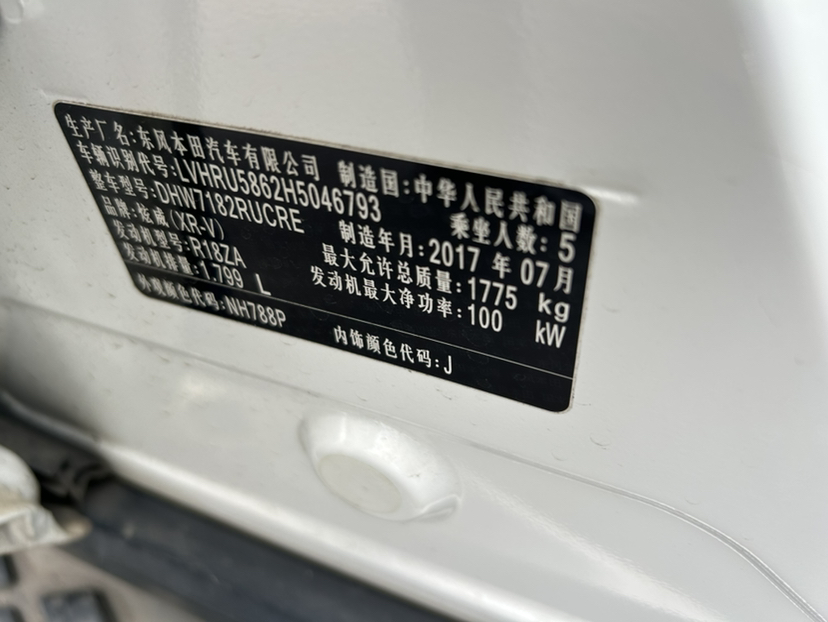 生产厂名:东风本田汽车有限公司 制造国:中华人民共和国
车辆识别代号:LVHRU5862H5046793 乘坐人数:5
整车型号:DHW7182RUCRE 制造年月:2017 年 07 月
品牌:炫威(XR-V) 最大允许总质量:1775 kg
发动机型号:R18ZA 发动机最大净功率:100 kW
发动机排量:1.799 L
外观颜色代码:NH788P 内饰颜色代码:J